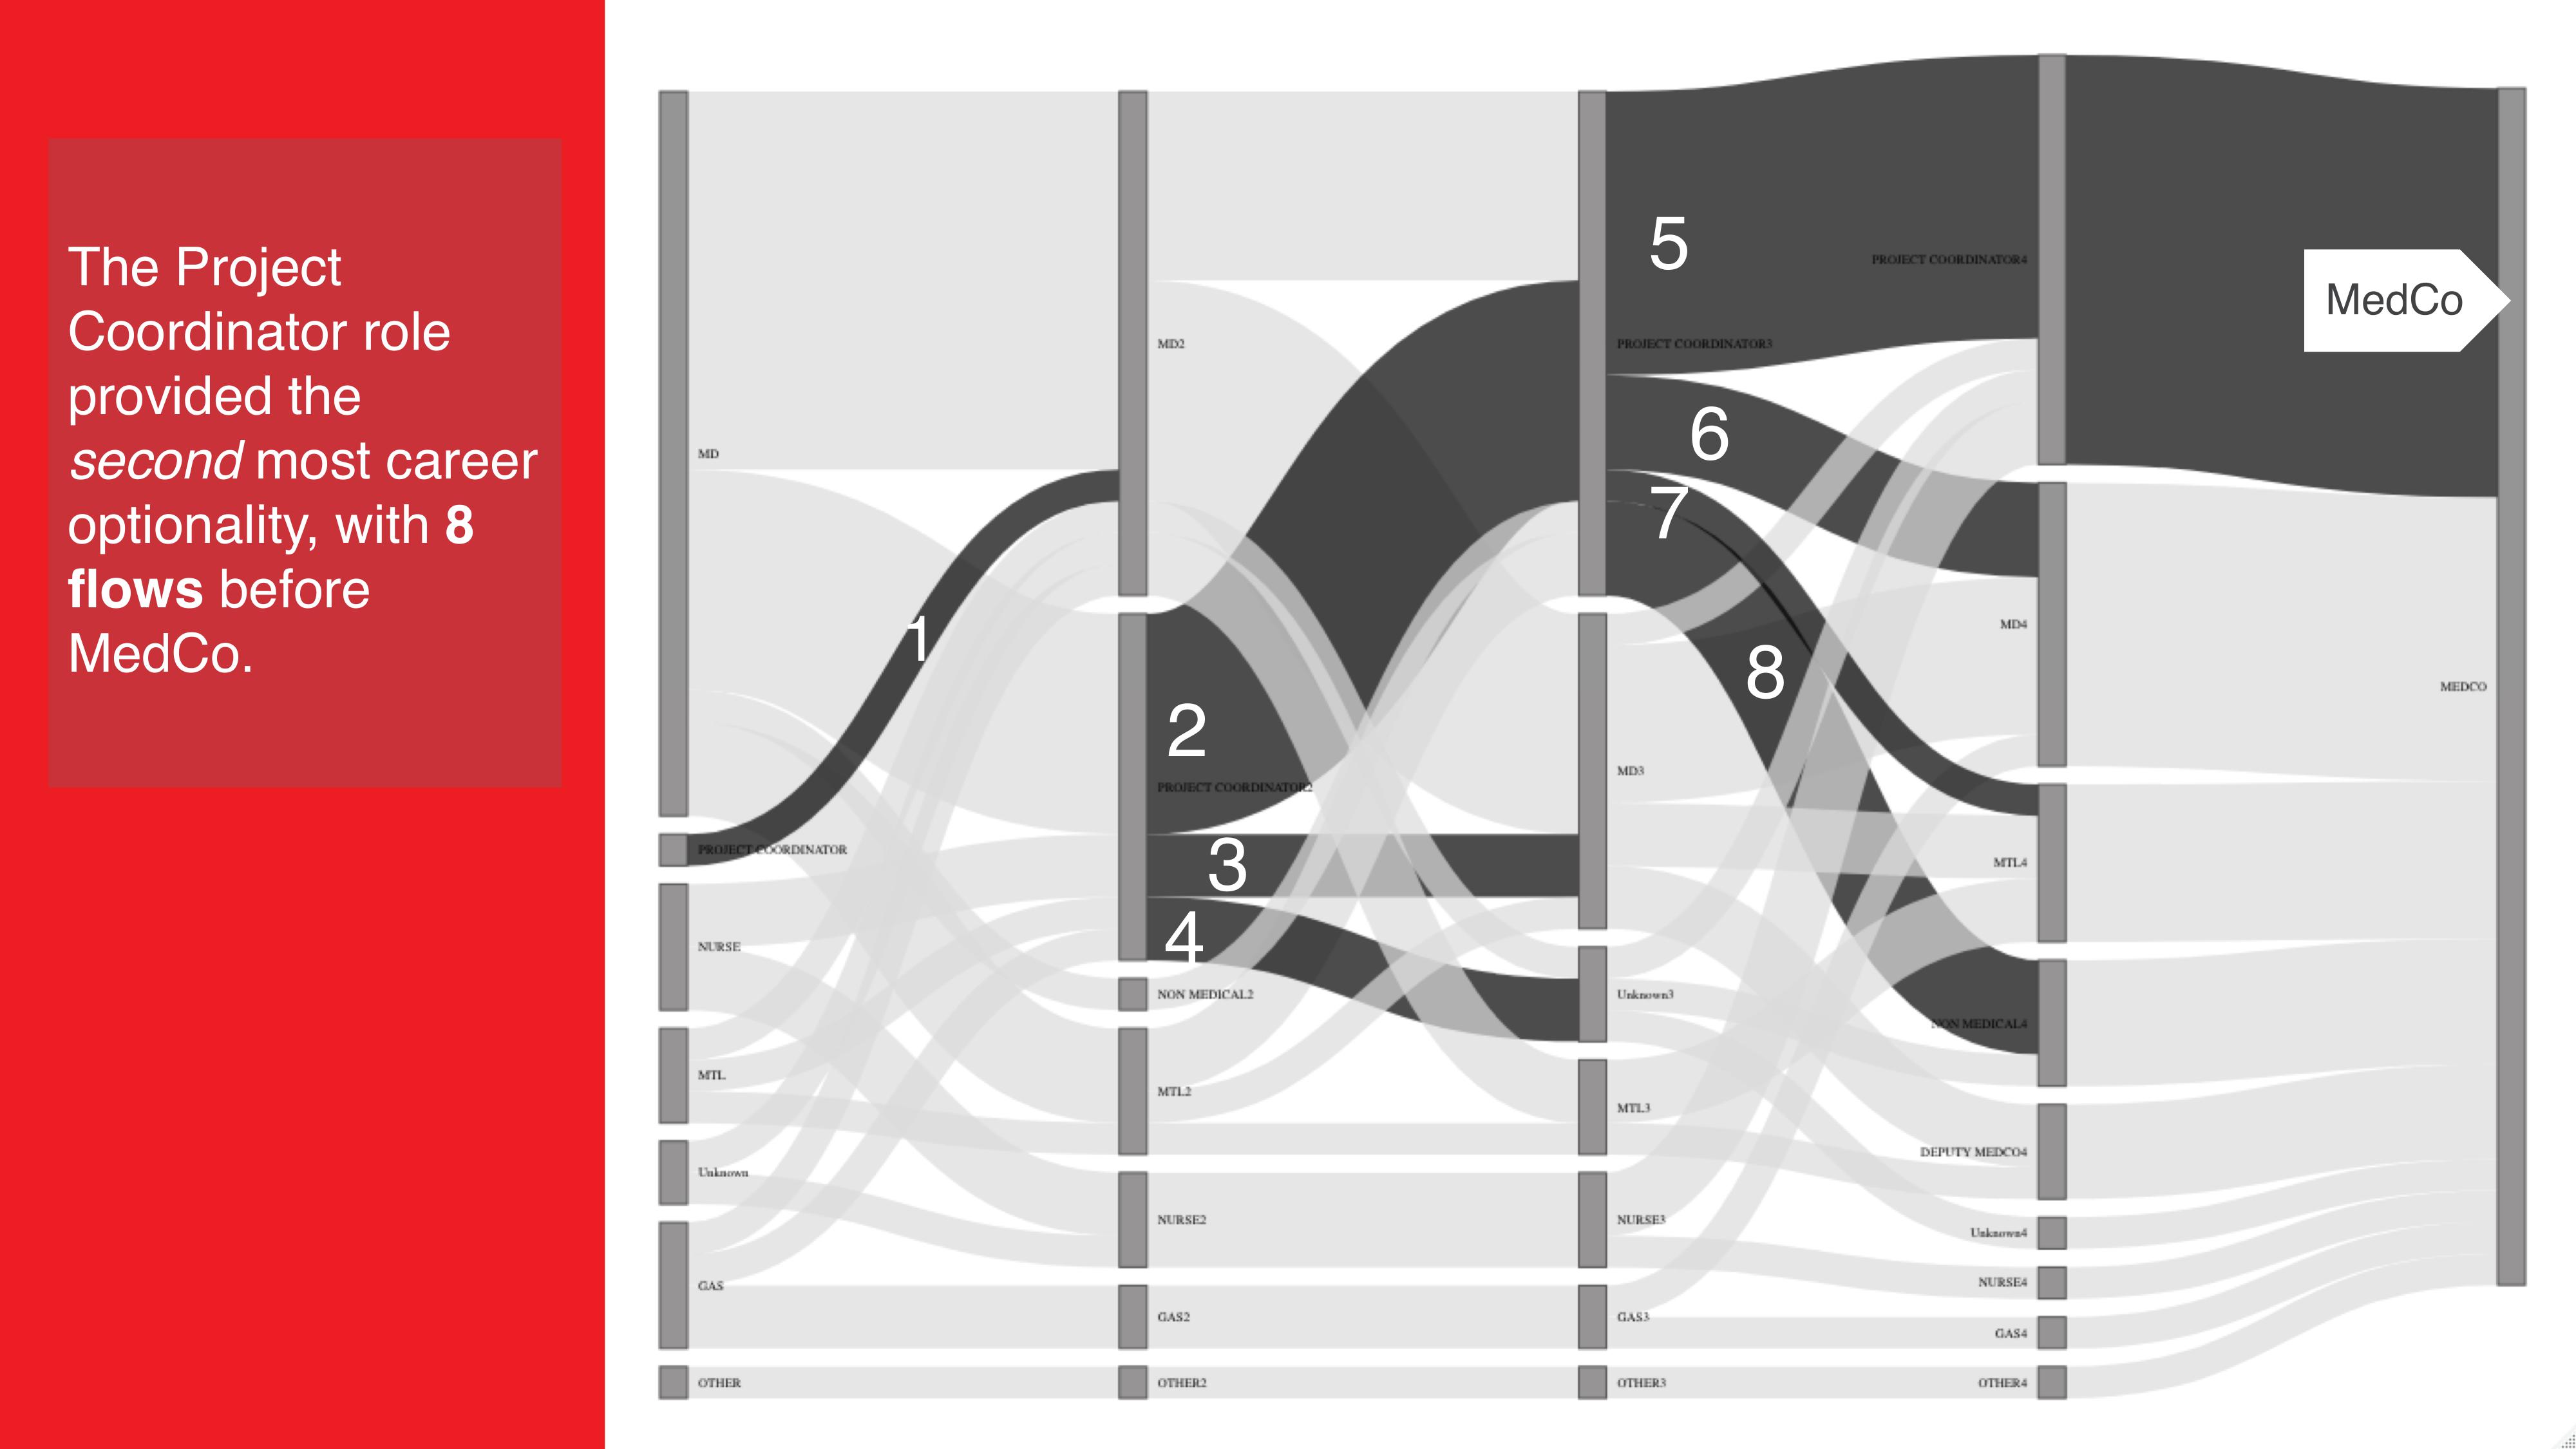 The Project
Coordinator role
provided the
second most career
optionality, with 8
flows before
MedCo.
MD
PROJECT COORDINATOR
NURSE
MTL
Unknown
GAS
OTHER
1
MD2
2
PROJECT COORDINATOR2
3
4
NON MEDICAL2
MTL2
NURSE2
GAS2
OTHER2
5
PROJECT COORDINATOR3
6
7
8
MD3
Unknown3
MTL3
NURSE3
GAS3
OTHER3
PROJECT COORDINATOR4
MD4
MTL4
NON MEDICAL4
DEPUTY MEDCO4
Unknown4
NURSE4
GAS4
OTHER4
MedCo
MEDCO